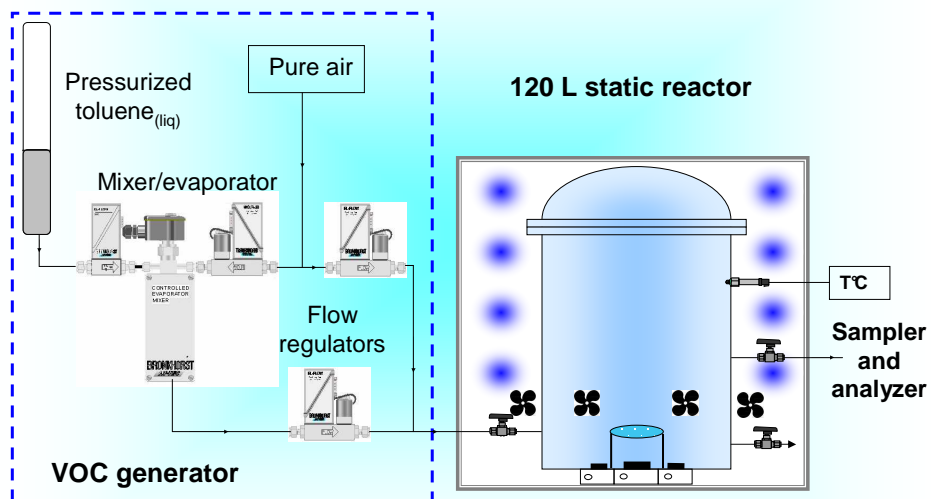 Pressurized
toluene(liq)
Pure air
120 L static reactor
Mixer/evaporator
CONTROLLED
EVAPORATOR
MIXER
BRONKHORST
Flow
regulators
T°C
Sampler
and
analyzer
VOC generator